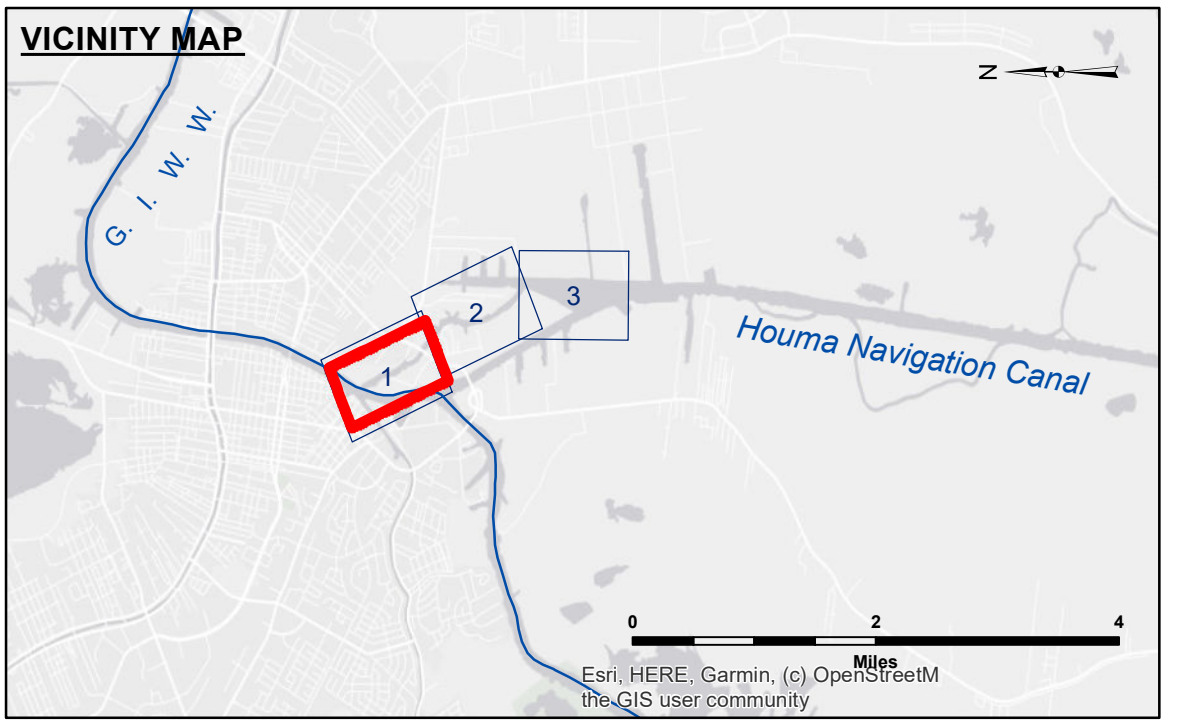 VICINITY MAP
N
G. I. W. W.
1
2
3
Houma Navigation Canal
0 2 4
Miles
Esri, HERE, Garmin, (c) OpenStreetM
the GIS user community